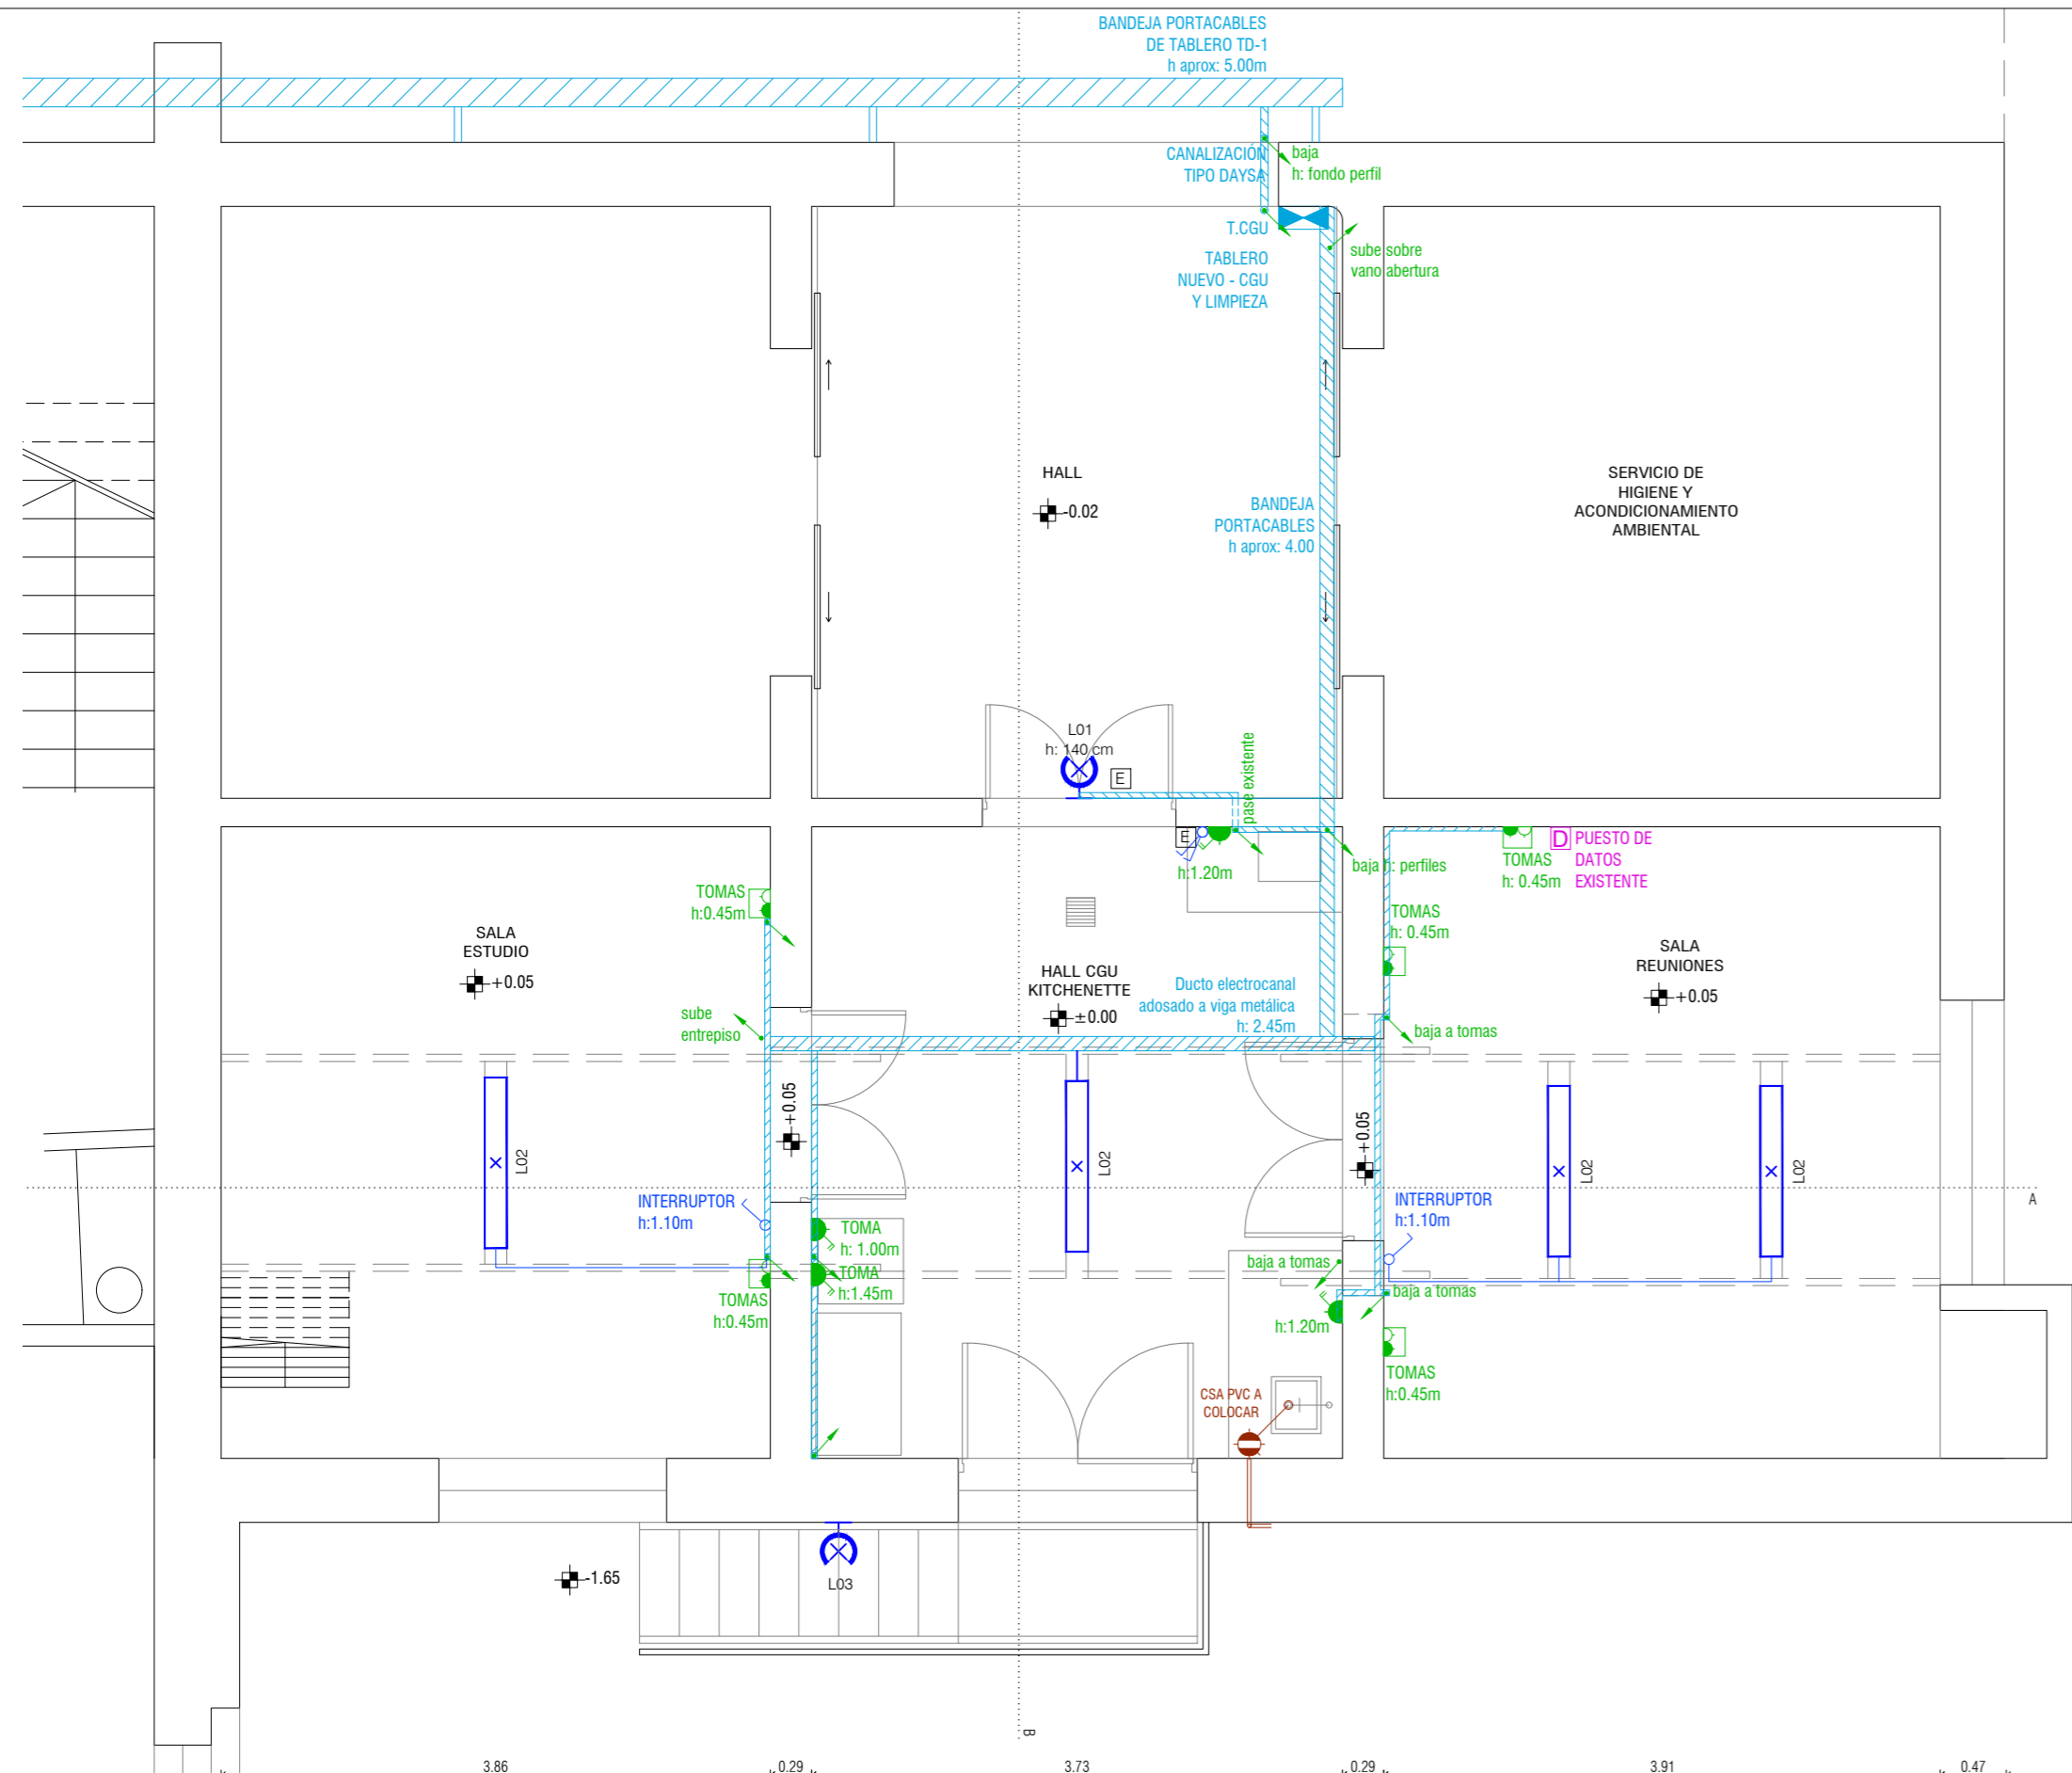 BANDEJA PORTACABLES
DE TABLERO TD-1
h aprox: 5.00m
CANALIZACIÓN
TIPO DAYSA
baja
h: fondo perfil
T.CGU
TABLERO
NUEVO - CGU
Y LIMPIEZA
sube sobre
vano abertura
HALL
-0.02
BANDEJA
PORTACABLES
h aprox: 4.00
SERVICIO DE
HIGIENE Y
ACONDICIONAMIENTO
AMBIENTAL
L01
h: 140 cm
E
pase existente
E
h:1.20m
baja h: perfiles
TOMAS
h: 0.45m
D
PUESTO DE
DATOS
EXISTENTE
TOMAS
h:0.45m
TOMAS
h: 0.45m
SALA
ESTUDIO
+0.05
SALA
REUNIONES
+0.05
HALL CGU
KITCHENETTE
±0.00
Ducto electrocanal
adosado a viga metálica
h: 2.45m
sube
entrepiso
baja a tomas
+0.05
+0.05
L02
L02
L02
L02
INTERRUPTOR
h:1.10m
INTERRUPTOR
h:1.10m
A
TOMA
h: 1.00m
TOMA
h:1.45m
baja a tomas
baja a tomas
TOMAS
h:0.45m
h:1.20m
TOMAS
h:0.45m
CSA PVC A
COLOCAR
L03
-1.65
B
3.86
0.29
3.73
0.29
3.91
0.47